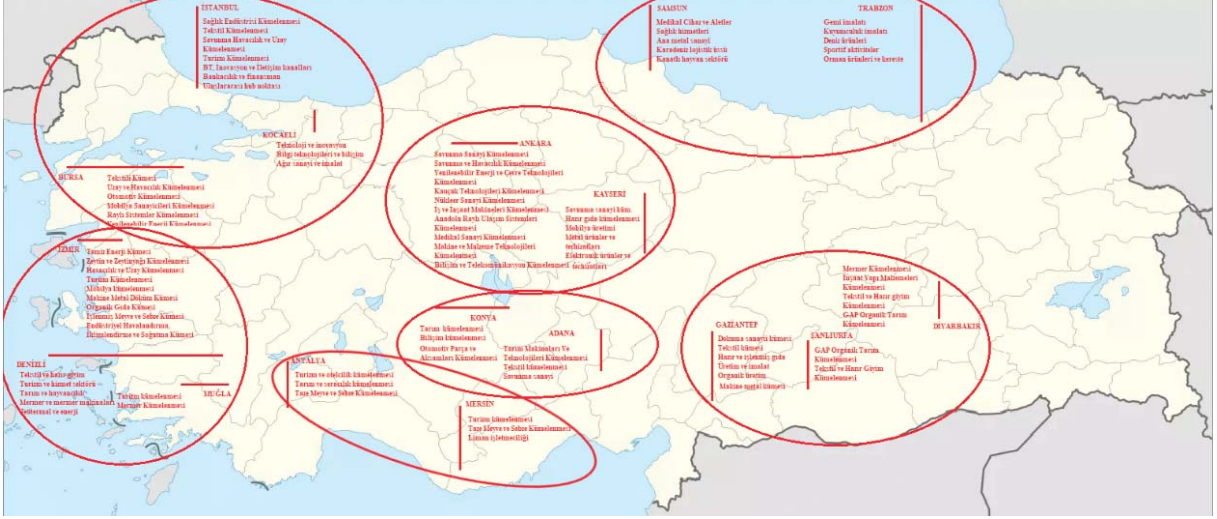 İSTANBUL
Sağlık Endüstrisi Kümelenmesi
Tekstil Kümelenmesi
Savunma Havacılık ve Uzay
Kümelenmesi
Turizm Kümelenmesi
BT, İnovasyon ve İletişim kanalları
Bankacılık ve finansman
Uluslararası hub noktası
KOCAELİ
Teknoloji ve inovasyon
Bilgi teknolojileri ve bilişim
Ağır sanayi ve imalat
BURSA
Tekstili Kümesi
Uzay ve Havacılık Kümelenmesi
Otomotiv Kümelenmesi
Mobilya Sanayicileri Kümelenmesi
Raylı Sistemler Kümelenmesi
Yenilenebilir Enerji Kümelenmesi
SAMSUN
Medikal Cihaz ve Aletler
Sağlık hizmetleri
Ana metal sanayi
Karadeniz lojistik üssü
Kanatlı hayvan sektörü
TRABZON
Gemi imalatı
Kuyumculuk imalatı
Deniz ürünleri
Sportif aktiviteler
Orman ürünleri ve kereste
ANKARA
Savunma Sanayi Kümelenmesi
Savunma ve Havacılık Kümelenmesi
Yenilenebilir Enerji ve Çevre Teknolojileri
Kümelenmesi
Kauçuk Teknolojileri Kümelenmesi
Nükleer Sanayi Kümelenmesi
İş ve İnşaat Makineleri Kümelenmesi
Anadolu Raylı Ulaşım Sistemleri
Kümelenmesi
Medikal Sanayi Kümelenmesi
Makine ve Malzeme Teknolojileri
Kümelenmesi
Bilişim ve Telekomünikasyon Kümelenmesi
KAYSERİ
Savunma sanayi küm.
Hazır gıda kümelenmesi
Mobilya üretimi
Metal ürünler ve
techizatları
Elektronik ürünler ve
techizatları
İZMİR
Temiz Enerji Kümesi
Zeytin ve Zeytinyağı Kümelenmesi
Havacılık ve Uzay Kümelenmesi
Turizm Kümelenmesi
Mobilya Kümelenmesi
Makine Metal Döküm Kümesi
Organik Gıda Kümesi
İşlenmiş Meyve ve Sebze Kümesi
Endüstriyel Havalandırma,
İklimlendirme ve Soğutma Kümesi
DENİZLİ
Tekstil ve hazır giyim
Turizm ve hizmet sektörü
Tarım ve hayvancılık
Mermer ve mermer makinaları
Jeotermal ve enerji
MUĞLA
Turizm kümelenmesi
Mermer Kümelenmesi
KONYA
Tarım kümelenmesi
Bilişim kümelenmesi
Otomotiv Parça ve
Aksamları Kümelenmesi
ADANA
Tarım Makinaları Ve
Teknolojileri Kümelenmesi
Tekstil kümelenmesi
Savunma sanayi
ANTALYA
Turizm ve otelcilik kümelenmesi
Tarım ve seracılık kümelenmesi
Taze Meyve ve Sebze Kümelenmesi
MERSİN
Turizm kümelenmesi
Taze Meyve ve Sebze Kümelenmesi
Liman işletmeciliği
GAZİANTEP
Dokuma sanayii kümesi
Tekstil kümesi
Hazır ve işlenmiş gıda
Üretim ve imalat
Organik üretim
Makine metal kümesi
ŞANLIURFA
GAP Organik Tarım
Kümelenmesi
Tekstil ve Hazır Giyim
Kümelenmesi
DİYARBAKIR
Mermer Kümelenmesi
İnşaat Yapı Malzemeleri
Kümelenmesi
Tekstil ve Hazır giyim
Kümelenmesi
GAP Organik Tarım
Kümelenmesi